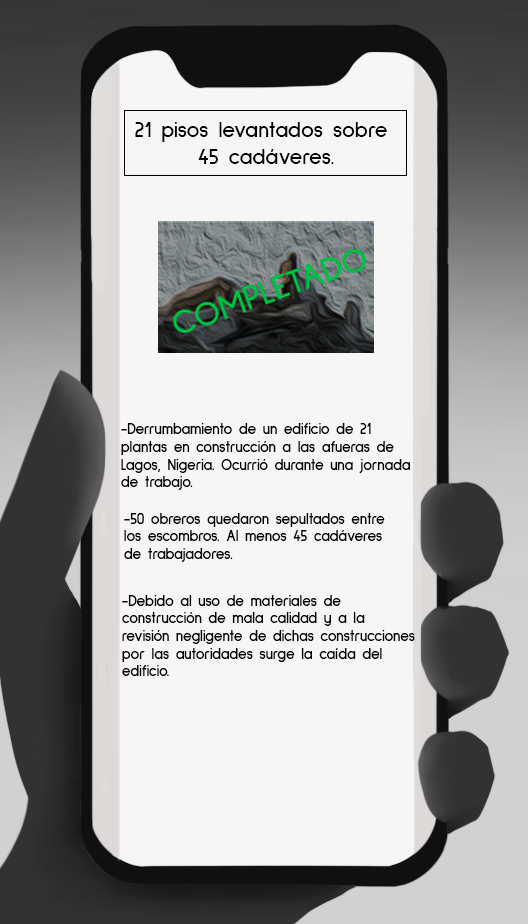 21 pisos levantados sobre
45 cadáveres.
COMPLETADO
-Derrumbamiento de un edificio de 21
plantas en construcción a las afueras de
Lagos, Nigeria. Ocurrió durante una jornada
de trabajo.
-50 obreros quedaron sepultados entre
los escombros. Al menos 45 cadáveres
de trabajadores.
-Debido al uso de materiales de
construcción de mala calidad y a la
revisión negligente de dichas construcciones
por las autoridades surge la caída del
edificio.